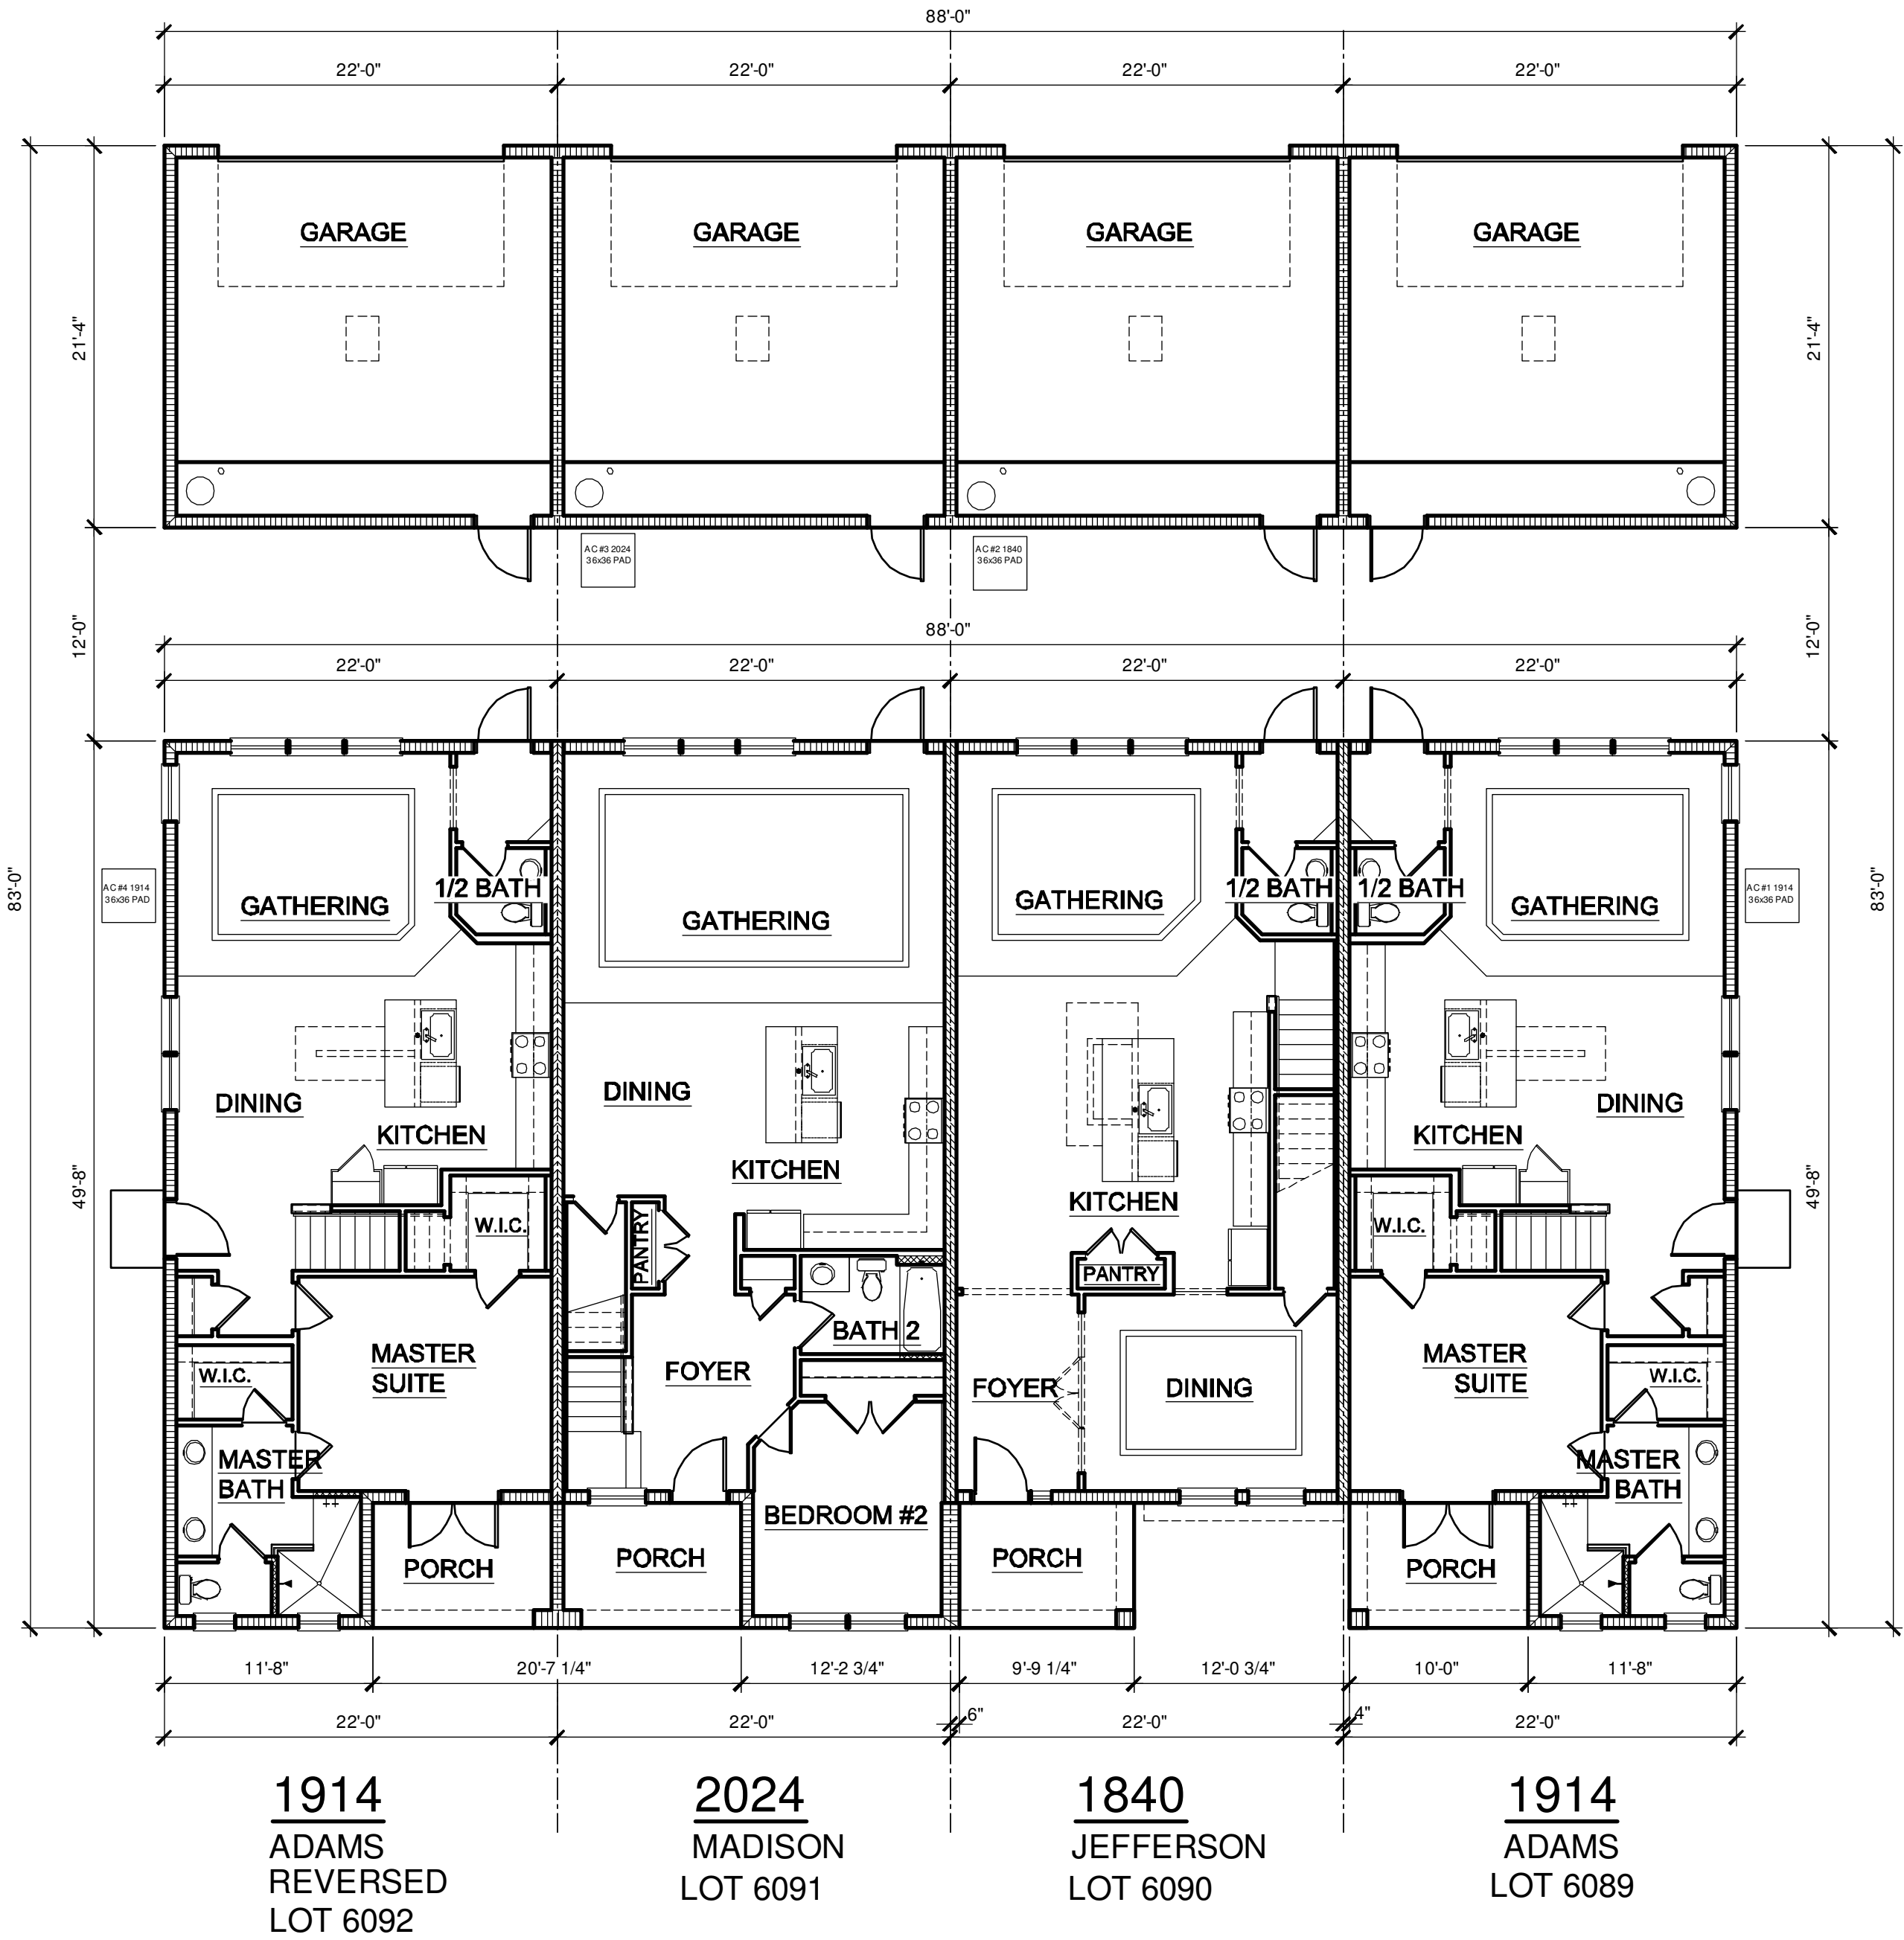 88'-0"
22'-0" 22'-0" 22'-0" 22'-0"
GARAGE GARAGE GARAGE GARAGE
21'-4" 21'-4"
AC #3 2024
36x36 PAD
AC #2 1840
36x36 PAD
12'-0" 12'-0"
88'-0"
22'-0" 22'-0" 22'-0" 22'-0"
83'-0" 83'-0"
AC #4 1914
36x36 PAD
AC #1 1914
36x36 PAD
1/2 BATH 1/2 BATH 1/2 BATH
GATHERING GATHERING GATHERING GATHERING
DINING DINING DINING
KITCHEN KITCHEN KITCHEN KITCHEN
49'-8" 49'-8"
W.I.C. PANTRY W.I.C.
PANTRY
BATH 2
MASTER
SUITE
FOYER FOYER DINING
MASTER
SUITE
W.I.C. W.I.C.
MASTER
BATH
MASTER
BATH
BEDROOM #2
PORCH PORCH PORCH PORCH
11'-8" 20'-7 1/4" 12'-2 3/4" 9'-9 1/4" 12'-0 3/4" 10'-0" 11'-8"
6" 4"
22'-0" 22'-0" 22'-0" 22'-0"
1914
ADAMS
REVERSED
LOT 6092
2024
MADISON
LOT 6091
1840
JEFFERSON
LOT 6090
1914
ADAMS
LOT 6089